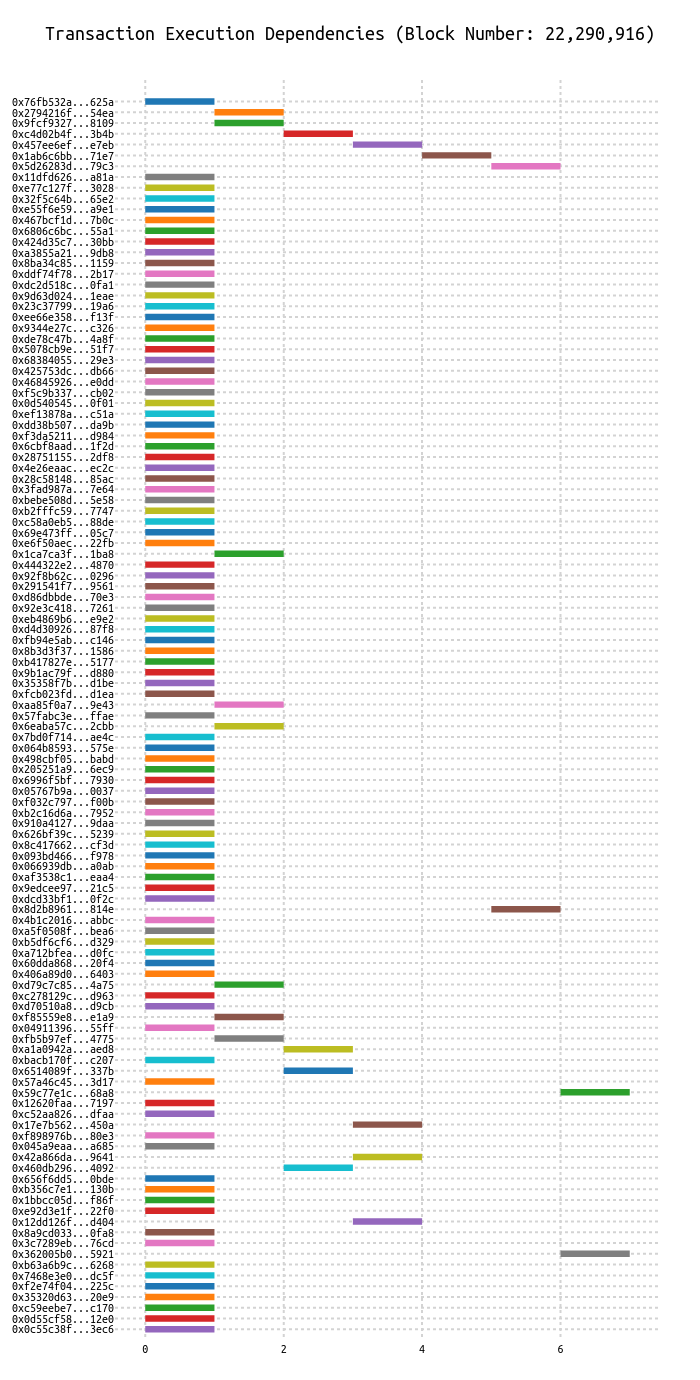 Transaction Execution Dependencies (Block Number: 22,290,916)
0x76fb532a...625a
0x2794216f...54ea
0x9fcf9327...8109
0xc4d02b4f...3b4b
0x457ee6ef...e7eb
0x1ab6c6bb...71e7
0x5d26283d...79c3
0x11dfd626...a81a
0xe77c127f...3028
0x32f5c64b...65e2
0xe55f6e59...a9e1
0x467bcf1d...7b0c
0x6806c6bc...55a1
0x424d35c7...30bb
0xa3855a21...9db8
0x8ba34c85...1159
0xddf74f78...2b17
0xdc2d518c...0fa1
0x9d63d024...1eae
0x23c37799...19a6
0xee66e358...f13f
0x9344e27c...c326
0xde78c47b...4a8f
0x5078cb9e...51f7
0x68384055...29e3
0x425753dc...db66
0x46845926...e0dd
0xf5c9b337...cb02
0x0d540545...0f01
0xef13878a...c51a
0xdd38b507...da9b
0xf3da5211...d984
0x6cbf8aad...1f2d
0x28751155...2df8
0x4e26eaac...ec2c
0x28c58148...85ac
0x3fad987a...7e64
0xbebe508d...5e58
0xb2fffc59...7747
0xc58a0eb5...88de
0x69e473ff...05c7
0xe6f50aec...22fb
0x1ca7ca3f...1ba8
0x444322e2...4870
0x92f8b62c...0296
0x291541f7...9561
0xd86dbbde...70e3
0x92e3c418...7261
0xeb4869b6...e9e2
0xd4d30926...87f8
0xfb94e5ab...c146
0x8b3d3f37...1586
0xb417827e...5177
0x9b1ac79f...d880
0x35358f7b...d1be
0xfcb023fd...d1ea
0xaa85f0a7...9e43
0x57fabc3e...ffae
0x6eaba57c...2cbb
0x7bd0f714...ae4c
0x064b8593...575e
0x498cbf05...babd
0x205251a9...6ec9
0x6996f5bf...7930
0x05767b9a...0037
0xf032c797...f00b
0xb2c16d6a...7952
0x910a4127...9daa
0x626bf39c...5239
0x8c417662...cf3d
0x093bd466...f978
0x066939db...a0ab
0xaf3538c1...eaa4
0x9edcee97...21c5
0xdcd33bf1...0f2c
0x8d2b8961...814e
0x4b1c2016...abbc
0xa5f0508f...bea6
0xb5df6cf6...d329
0xa712bfea...d0fc
0x60dda868...20f4
0x406a89d0...6403
0xd79c7c85...4a75
0xc278129c...d963
0xd70510a8...d9cb
0xf85559e8...e1a9
0x04911396...55ff
0xfb5b97ef...4775
0xa1a0942a...aed8
0xbacb170f...c207
0x6514089f...337b
0x57a46c45...3d17
0x59c77e1c...68a8
0x12620faa...7197
0xc52aa826...dfaa
0x17e7b562...450a
0xf898976b...80e3
0x045a9eaa...a685
0x42a866da...9641
0x460db296...4092
0x656f6dd5...0bde
0xb356c7e1...130b
0x1bbcc05d...f86f
0xe92d3e1f...22f0
0x12dd126f...d404
0x8a9cd033...0fa8
0x3c7289eb...76cd
0x362005b0...5921
0xb63a6b9c...6268
0x7468e3e0...dc5f
0xf2e74f04...225c
0x35320d63...20e9
0xc59eebe7...c170
0x0d55cf58...12e0
0x0c55c38f...3ec6
0 2 4 6